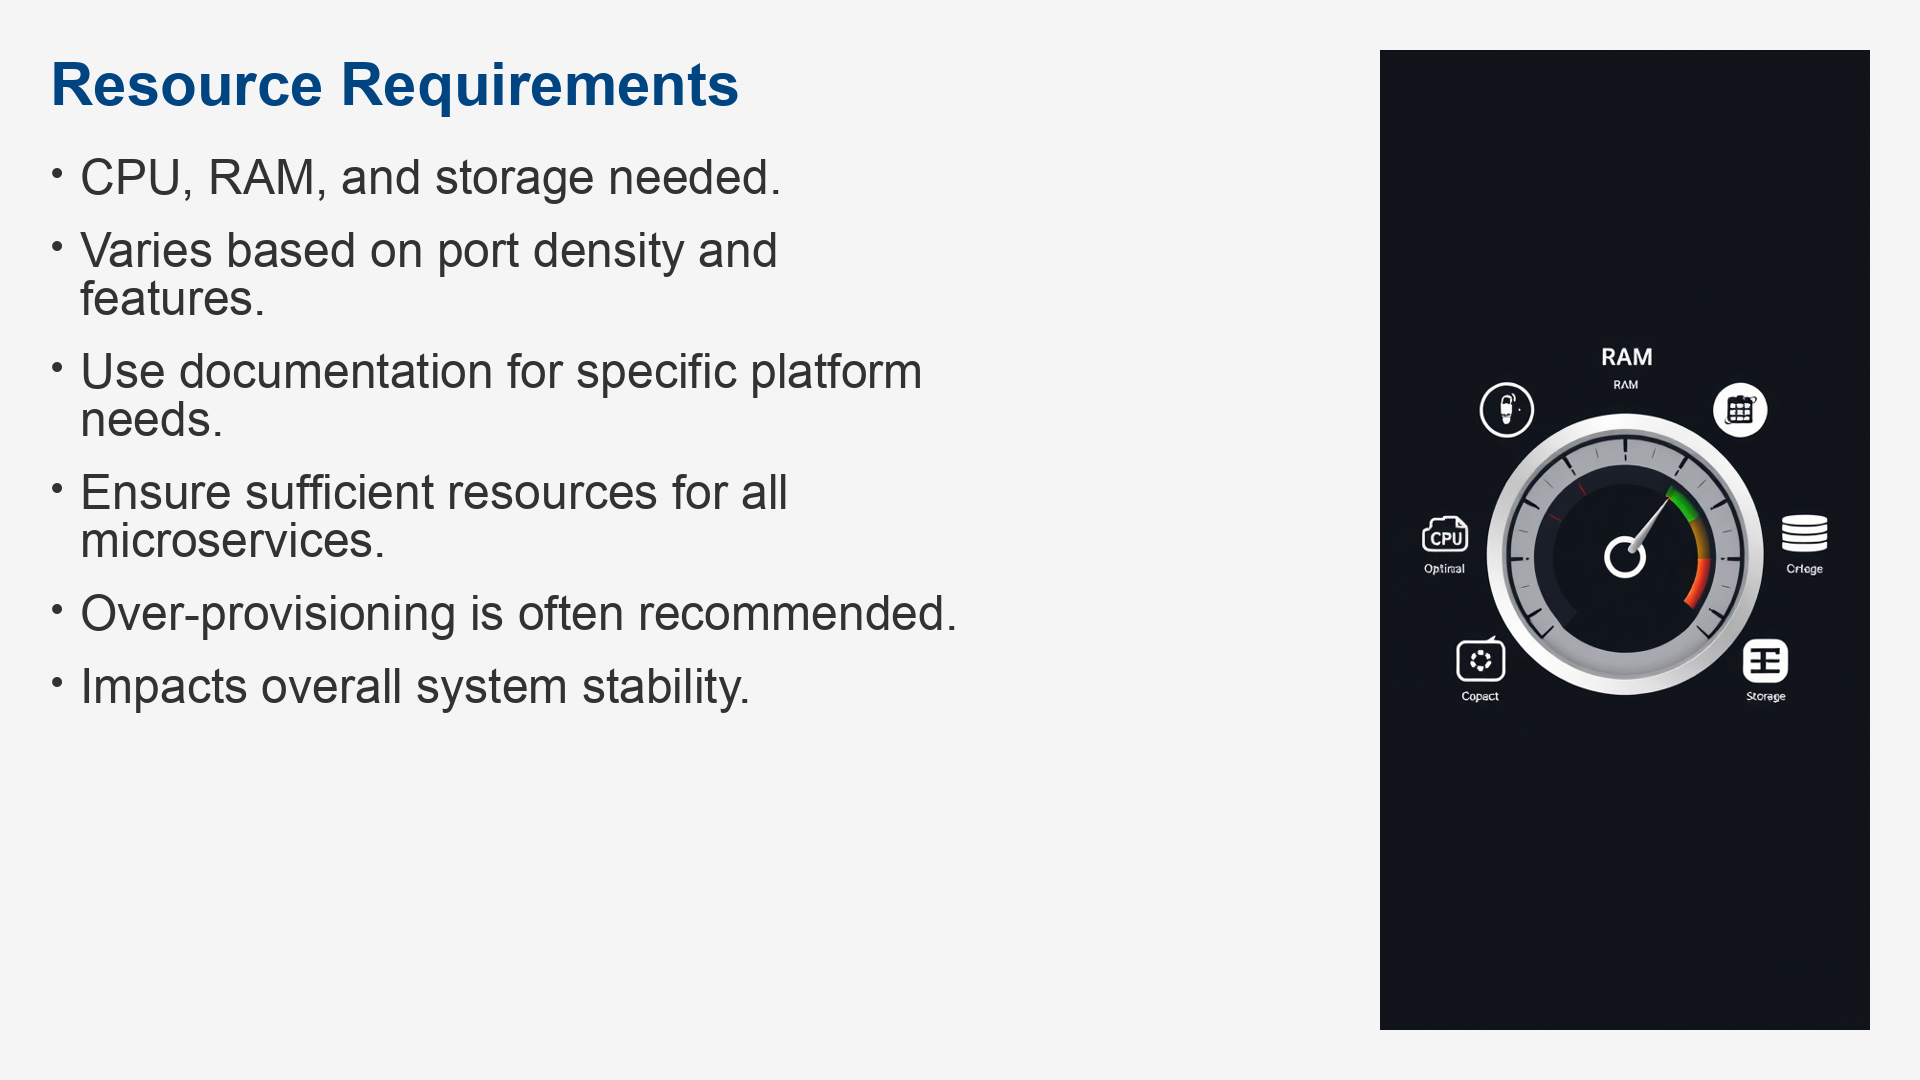 Resource Requirements
• CPU, RAM, and storage needed.
• Varies based on port density and
features.
• Use documentation for specific platform
needs.
• Ensure sufficient resources for all
microservices.
• Over-provisioning is often recommended.
• Impacts overall system stability.
RAM
RAM
CPU
Optimal
Crloge
Copact
Storage